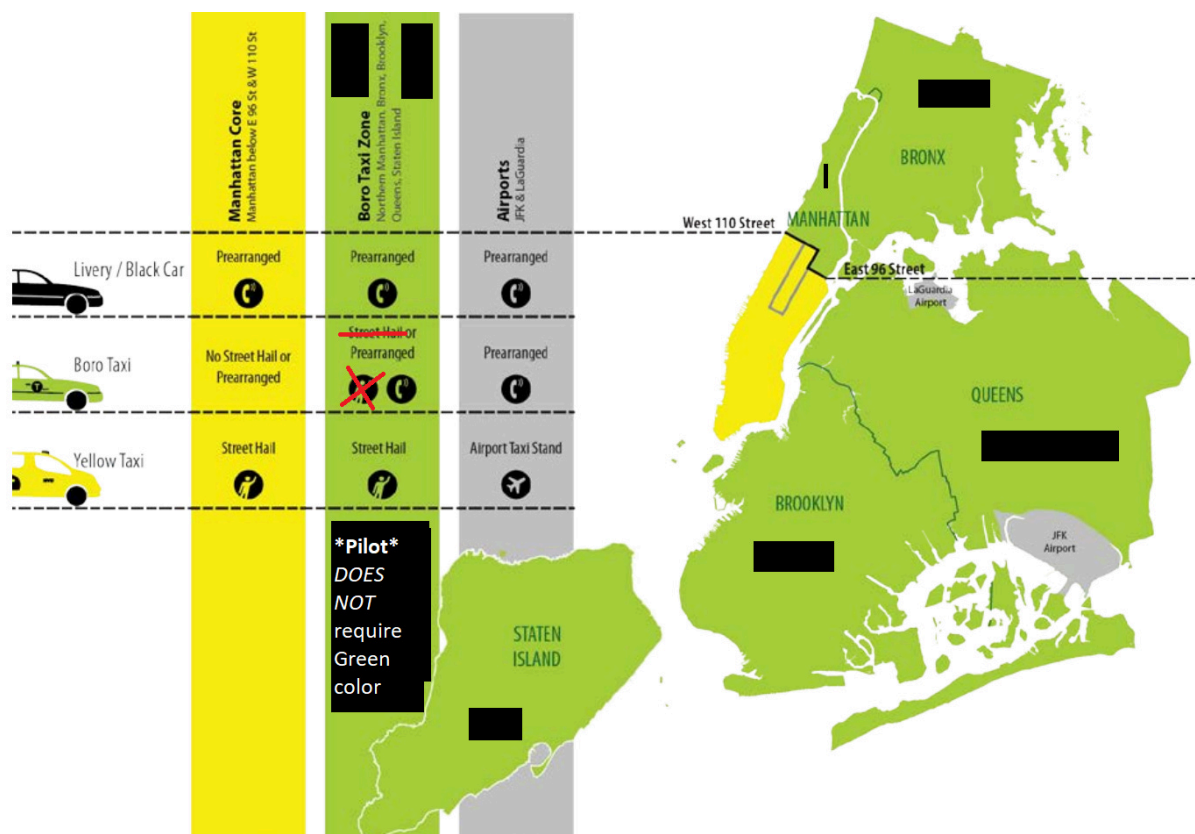 Manhattan Core
Manhattan below E 96 St & W 110 St
Boro Taxi Zone
Northern Manhattan, Bronx, Brooklyn,
Queens, Staten Island
Airports
JFK & LaGuardia
Livery / Black Car
Prearranged
Prearranged
Prearranged
Boro Taxi
No Street Hail or
Prearranged
Street Hail or
Prearranged
Prearranged
T
Yellow Taxi
Street Hail
Street Hail
Airport Taxi Stand
*Pilot*
DOES
NOT
require
Green
color
STATEN
ISLAND
BRONX
MANHATTAN
West 110 Street
East 96 Street
LaGuardia
Airport
QUEENS
BROOKLYN
JFK
Airport